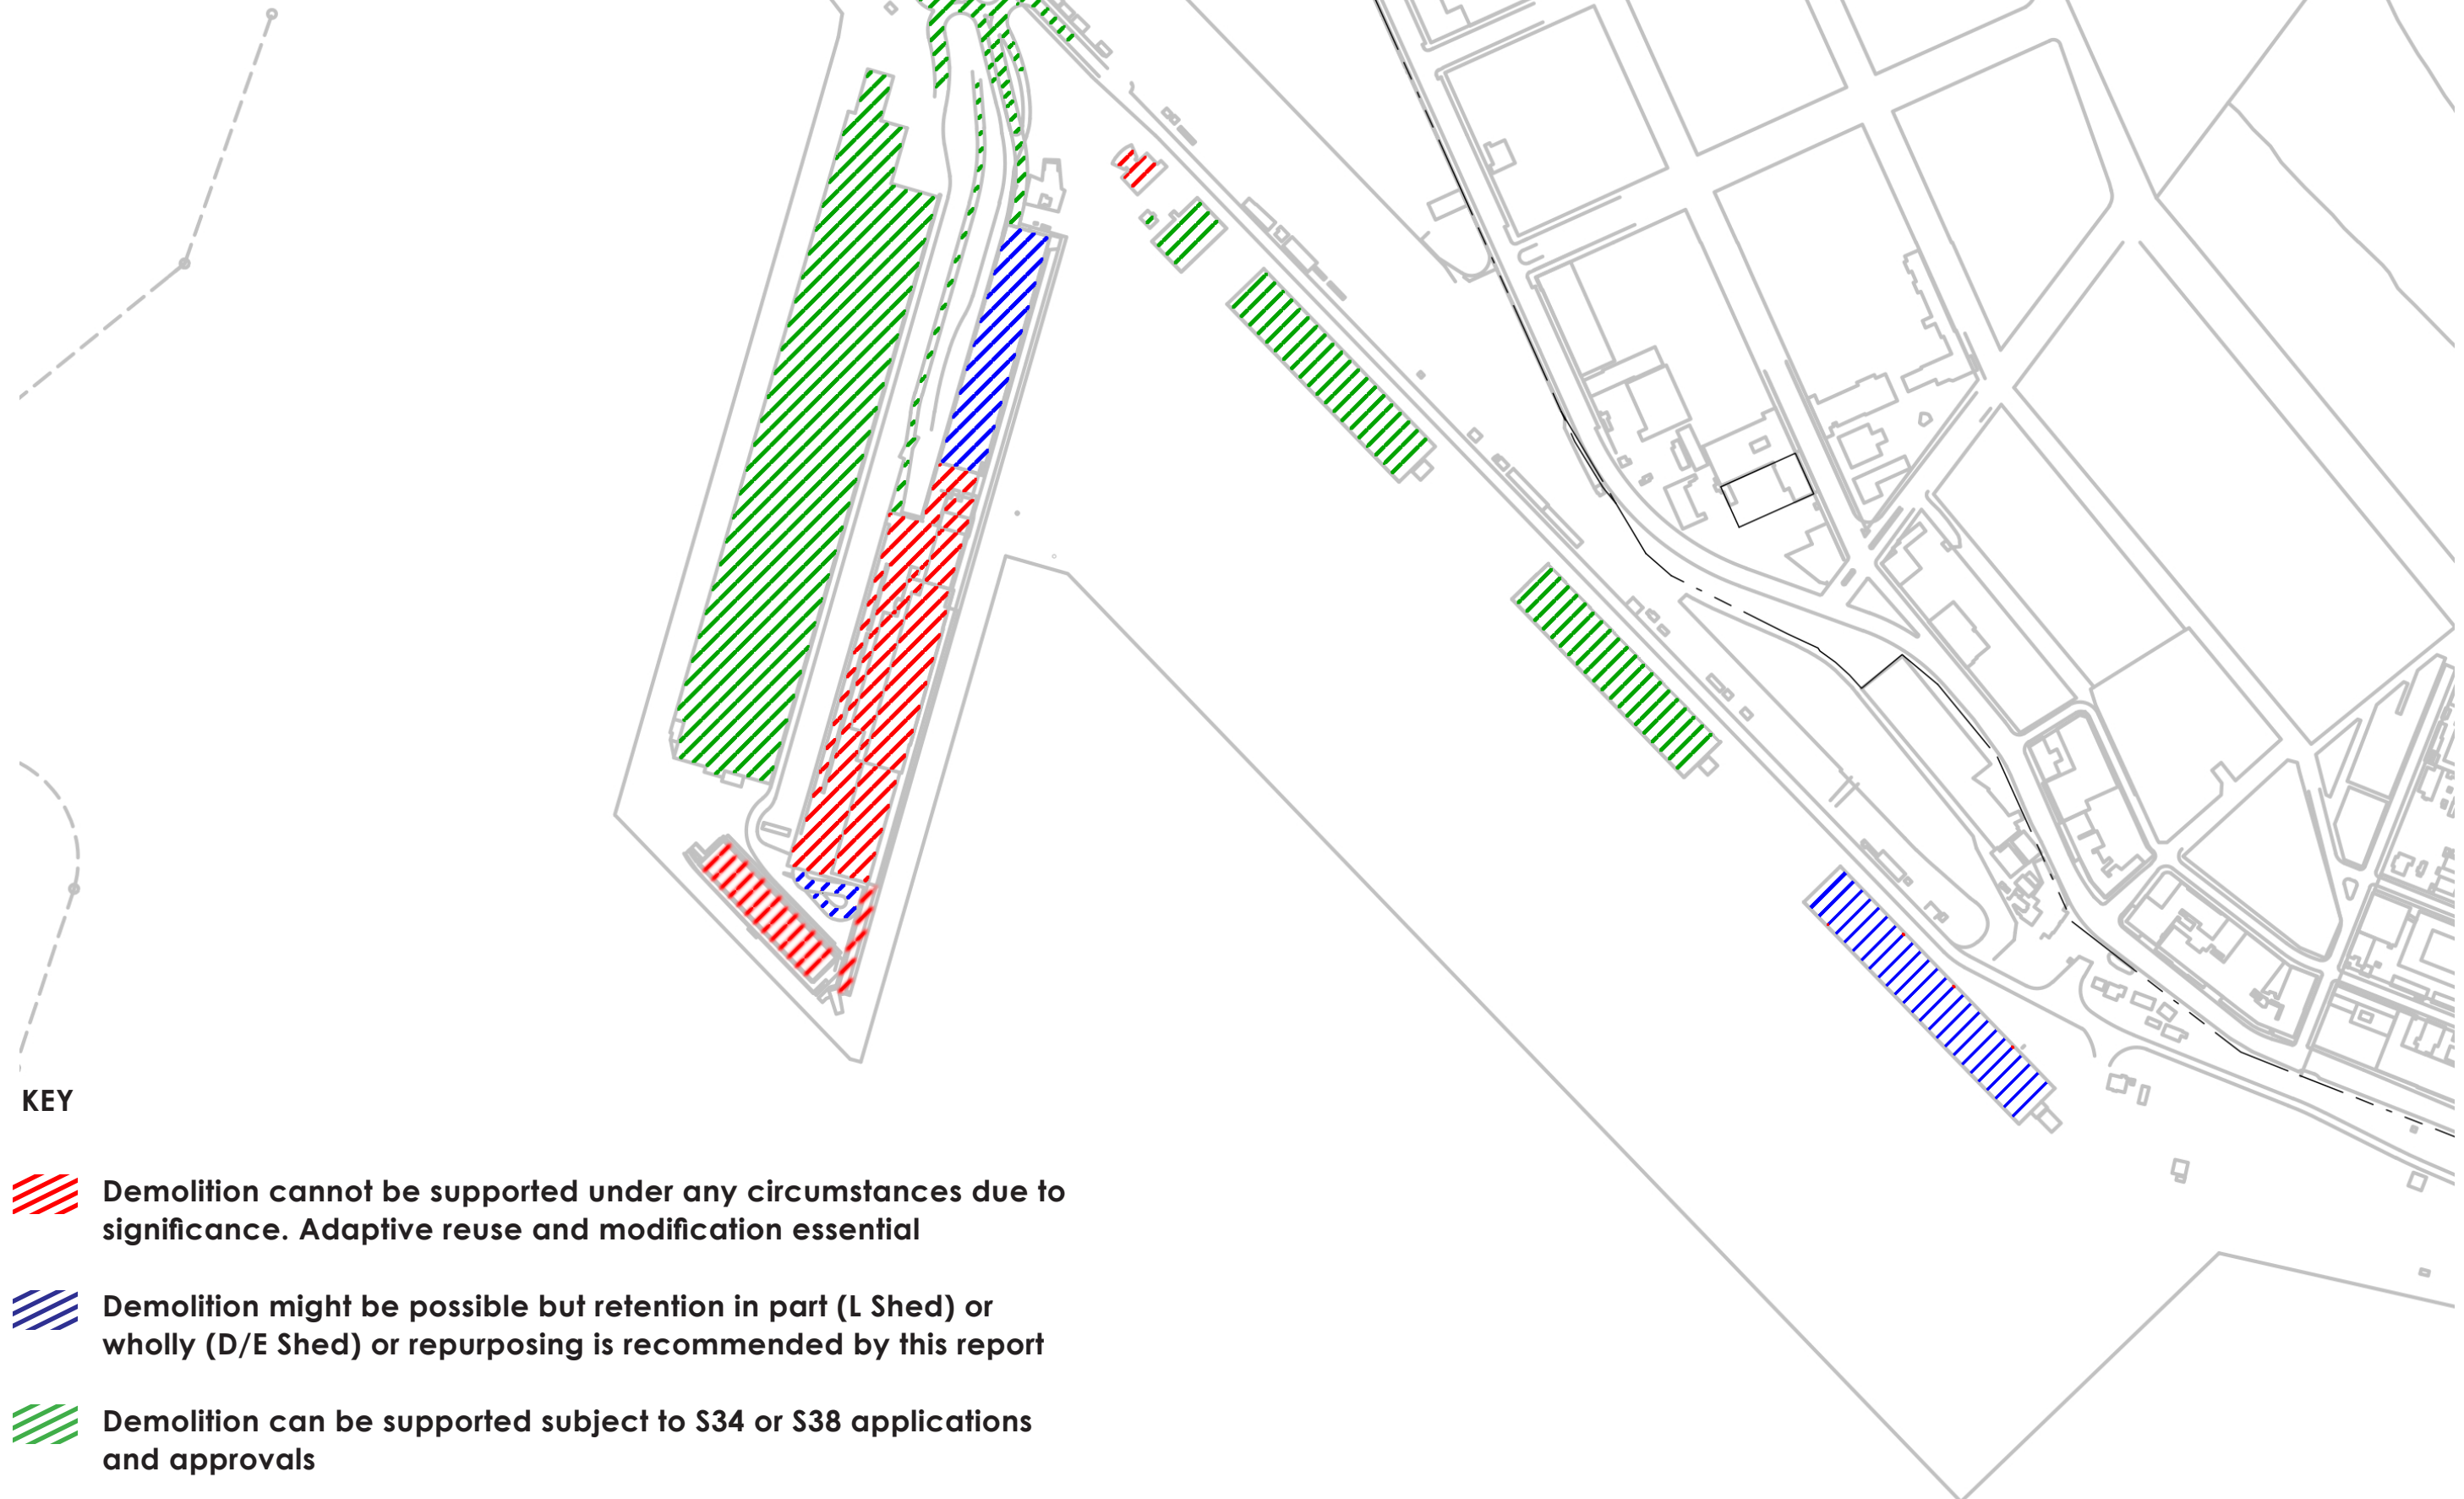 KEY
Demolition cannot be supported under any circumstances due to
significance. Adaptive reuse and modification essential
Demolition might be possible but retention in part (L Shed) or
wholly (D/E Shed) or repurposing is recommended by this report
Demolition can be supported subject to S34 or S38 applications
and approvals